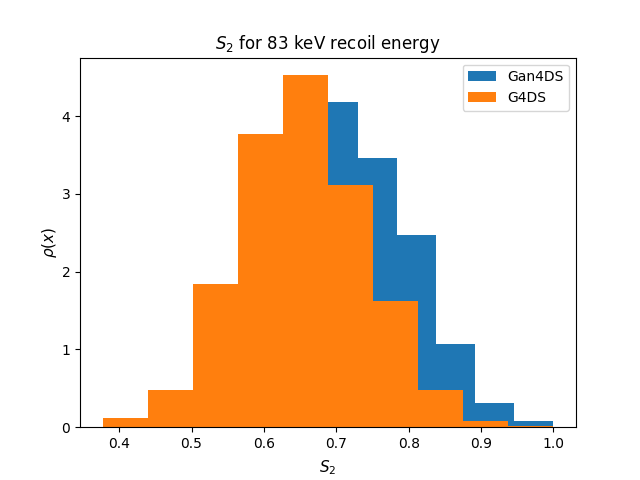 S₂ for 83 keV recoil energy
Gan4DS
G4DS
ρ(x)
4
3
2
1
0
0.4 0.5 0.6 0.7 0.8 0.9 1.0
S₂